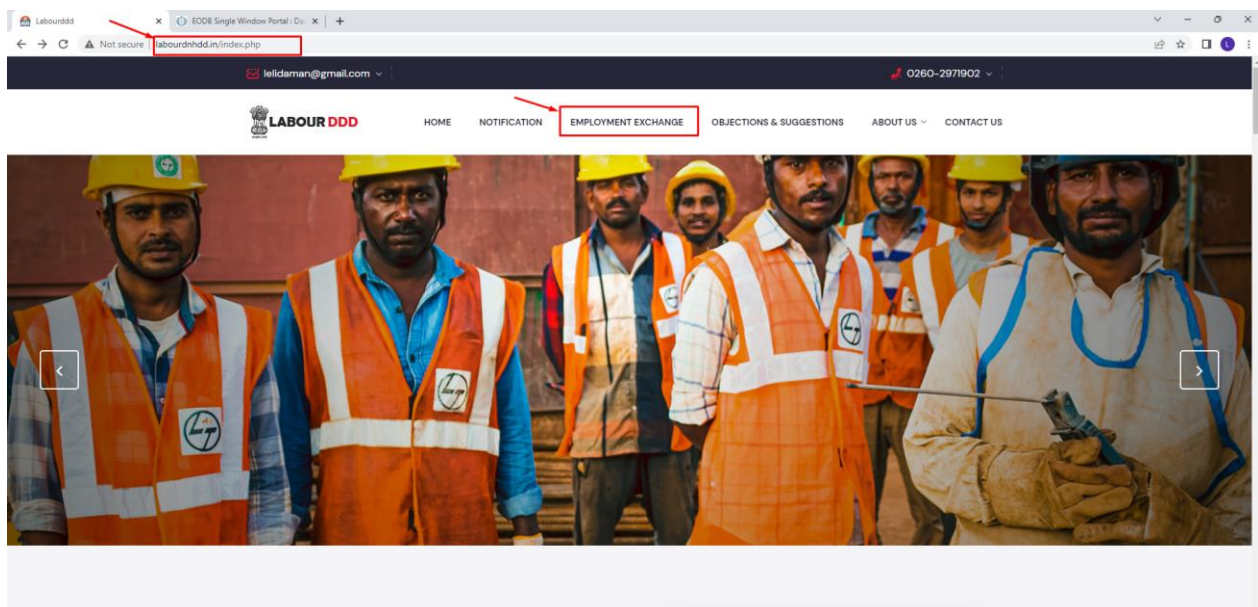 Labourddd
EODB Single Window Portal : Da
Not secure
labourdnhdd.in/index.php
lelidaman@gmail.com
0260-2971902
LABOUR DDD
HOME
NOTIFICATION
EMPLOYMENT EXCHANGE
OBJECTIONS & SUGGESTIONS
ABOUT US
CONTACT US